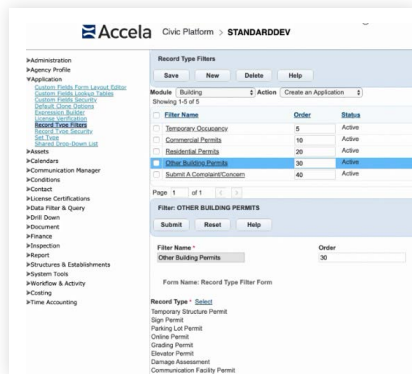 Accela Civic Platform > STANDARDDEV
Administration
Agency Profile
Application
Custom Fields Form Layout Editor
Custom Fields Lookup Tables
Custom Fields Security
Default Clone Options
Expression Builder
License Verification
Record Type Filters
Record Type Security
Set Type
Shared Drop-Down List
Assets
Calendars
Communication Manager
Conditions
Contact
License Certifications
Data Filter & Query
Drill Down
Document
Finance
Inspection
Report
Structures & Establishments
System Tools
Workflow & Activity
Costing
Time Accounting
Record Type Filters
Save New Delete Help
Module Building Action Create an Application
Showing 1-5 of 5
Filter Name Order Status
Temporary Occupancy 5 Active
Commercial Permits 10 Active
Residential Permits 20 Active
Other Building Permits 30 Active
Submit A Complaint/Concern 40 Active
Page 1 of 1 < >
Filter: OTHER BUILDING PERMITS
Submit Reset Help
Filter Name * Order
Other Building Permits 30
Form Name: Record Type Filter Form
Record Type * Select
Temporary Structure Permit
Sign Permit
Parking Lot Permit
Online Permit
Grading Permit
Elevator Permit
Damage Assessment
Communication Facility Permit